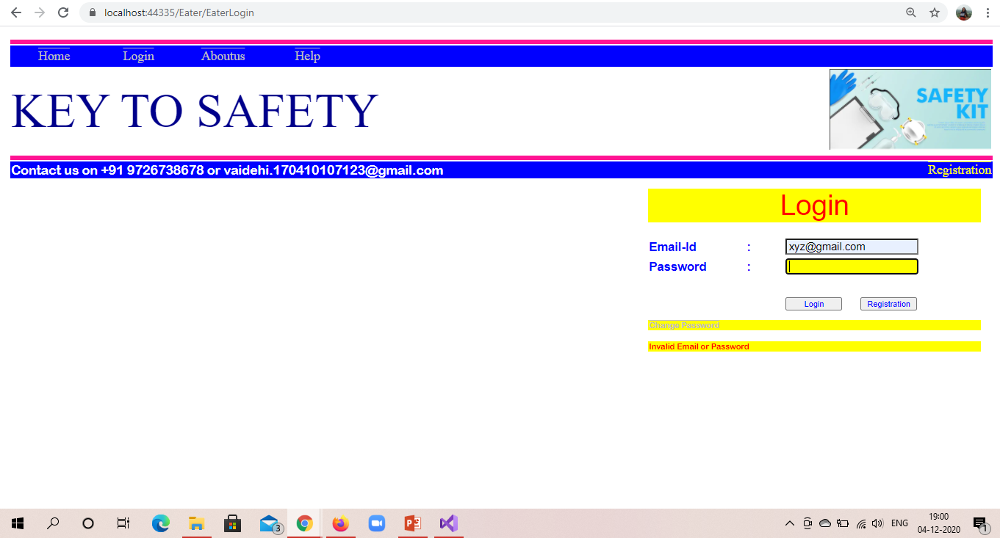 localhost:44335/Eater/EaterLogin
Home Login Aboutus Help
KEY TO SAFETY
SAFETY
KIT
Contact us on +91 9726738678 or vaidehi.170410107123@gmail.com
Registration
Login
Email-Id : xyz@gmail.com
Password :
Login Registration
Change Password
Invalid Email or Password
3
ENG
19:00
04-12-2020
1